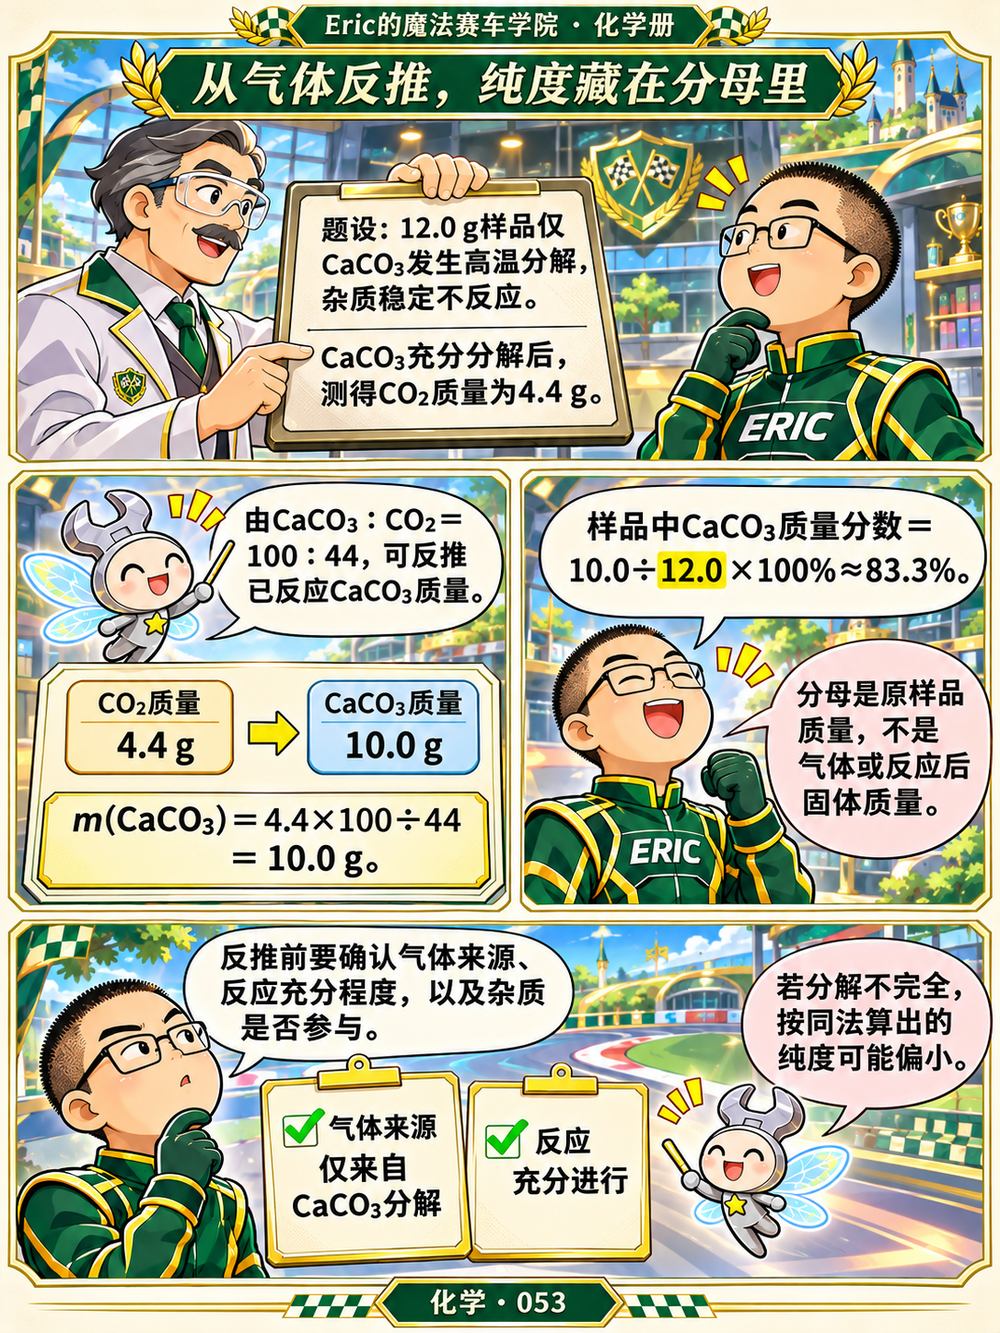 Eric的魔法赛车学院 · 化学册
从气体反推，纯度藏在分母里
题设：12.0 g样品仅
CaCO₃发生高温分解，
杂质稳定不反应。
CaCO₃充分分解后，
测得CO₂质量为4.4 g。
ERIC
由CaCO₃：CO₂＝
100：44，可反推
已反应CaCO₃质量。
CO₂质量
4.4 g
CaCO₃质量
10.0 g
m(CaCO₃)＝4.4×100÷44
＝10.0 g。
样品中CaCO₃质量分数＝
10.0÷12.0×100%≈83.3%。
分母是原样品
质量，不是
气体或反应后
固体质量。
ERIC
反推前要确认气体来源、
反应充分程度，以及杂质
是否参与。
气体来源
仅来自
CaCO₃分解
反应
充分进行
若分解不完全，
按同法算出的
纯度可能偏小。
化学 · 053